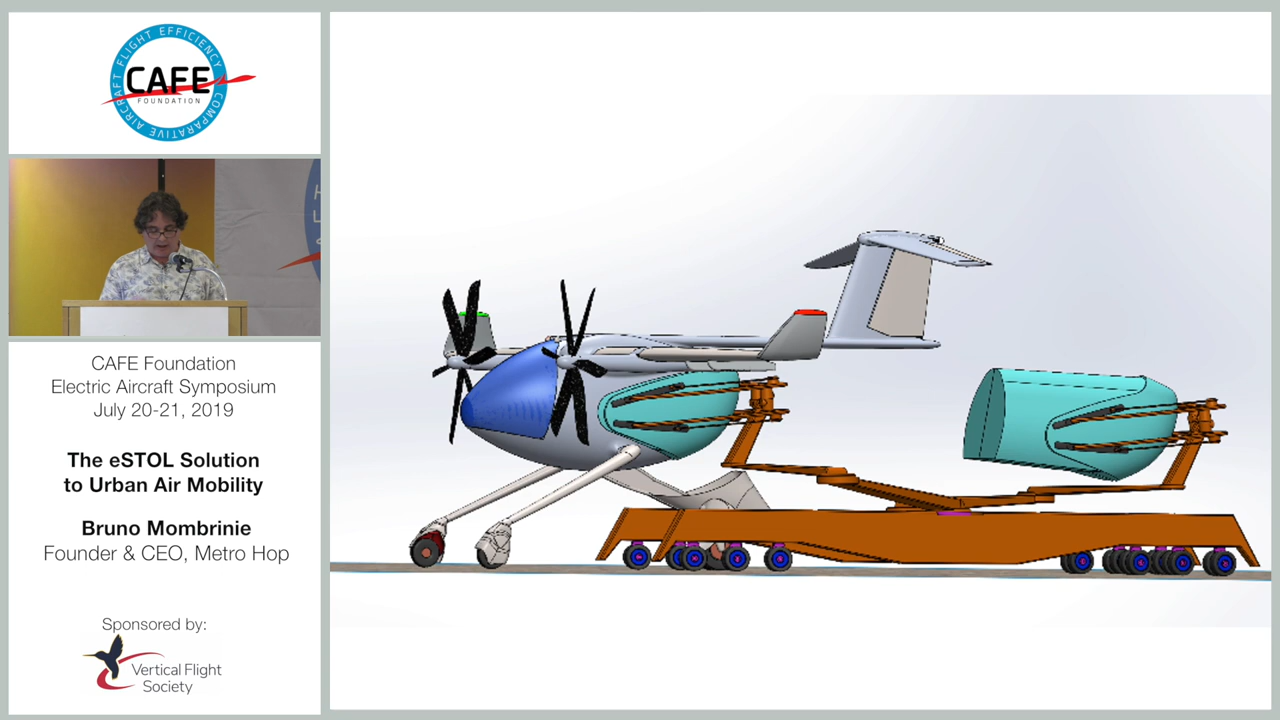 AIRCRAFT FLIGHT EFFICIENCY
CAFE
FOUNDATION
COMPARATIVE
CAFE Foundation
Electric Aircraft Symposium
July 20-21, 2019
The eSTOL Solution
to Urban Air Mobility
Bruno Mombrinie
Founder & CEO, Metro Hop
Sponsored by:
Vertical Flight
Society